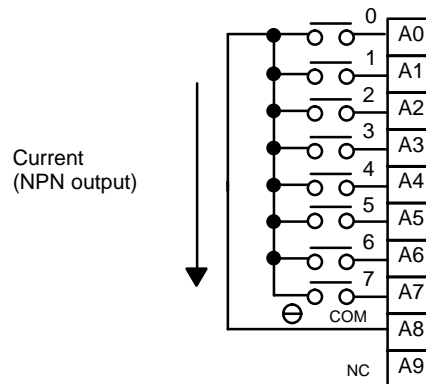 0
A0
1
A1
2
A2
3
A3
Current
(NPN output)
4
A4
5
A5
6
A6
7
A7
COM
A8
NC
A9